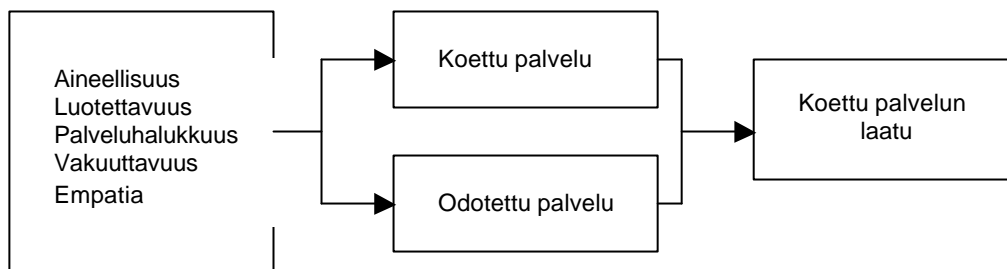 Aineellisuus
Luotettavuus
Palveluhalukkuus
Vakuuttavuus
Empatia
Koettu palvelu
Odotettu palvelu
Koettu palvelun
laatu